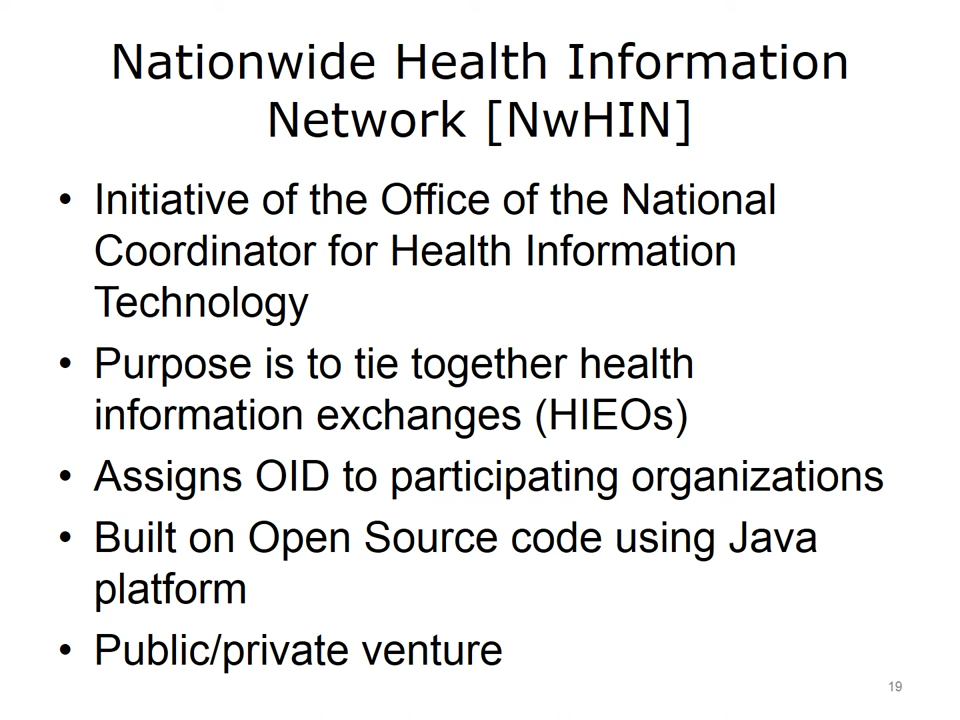 Nationwide Health Information
Network [NwHIN]
• Initiative of the Office of the National
Coordinator for Health Information
Technology
• Purpose is to tie together health
information exchanges (HIEOs)
• Assigns OID to participating organizations
• Built on Open Source code using Java
platform
• Public/private venture
19